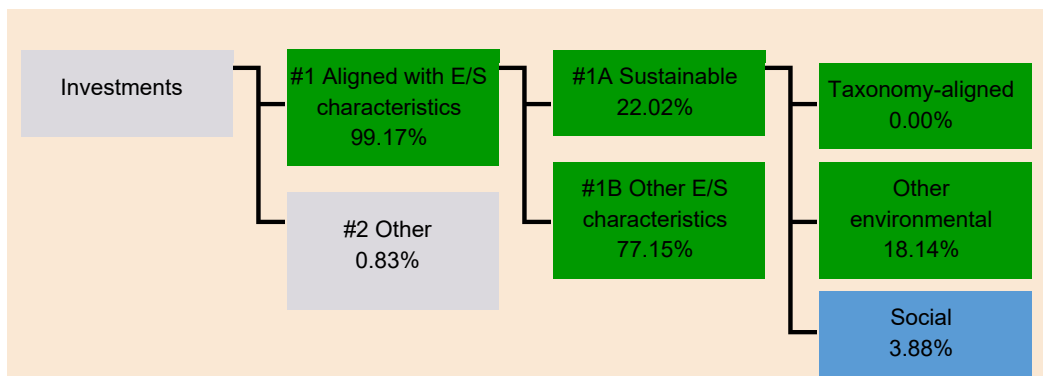 Investments
#1 Aligned with E/S
characteristics
99.17%
#2 Other
0.83%
#1A Sustainable
22.02%
#1B Other E/S
characteristics
77.15%
Taxonomy-aligned
0.00%
Other
environmental
18.14%
Social
3.88%